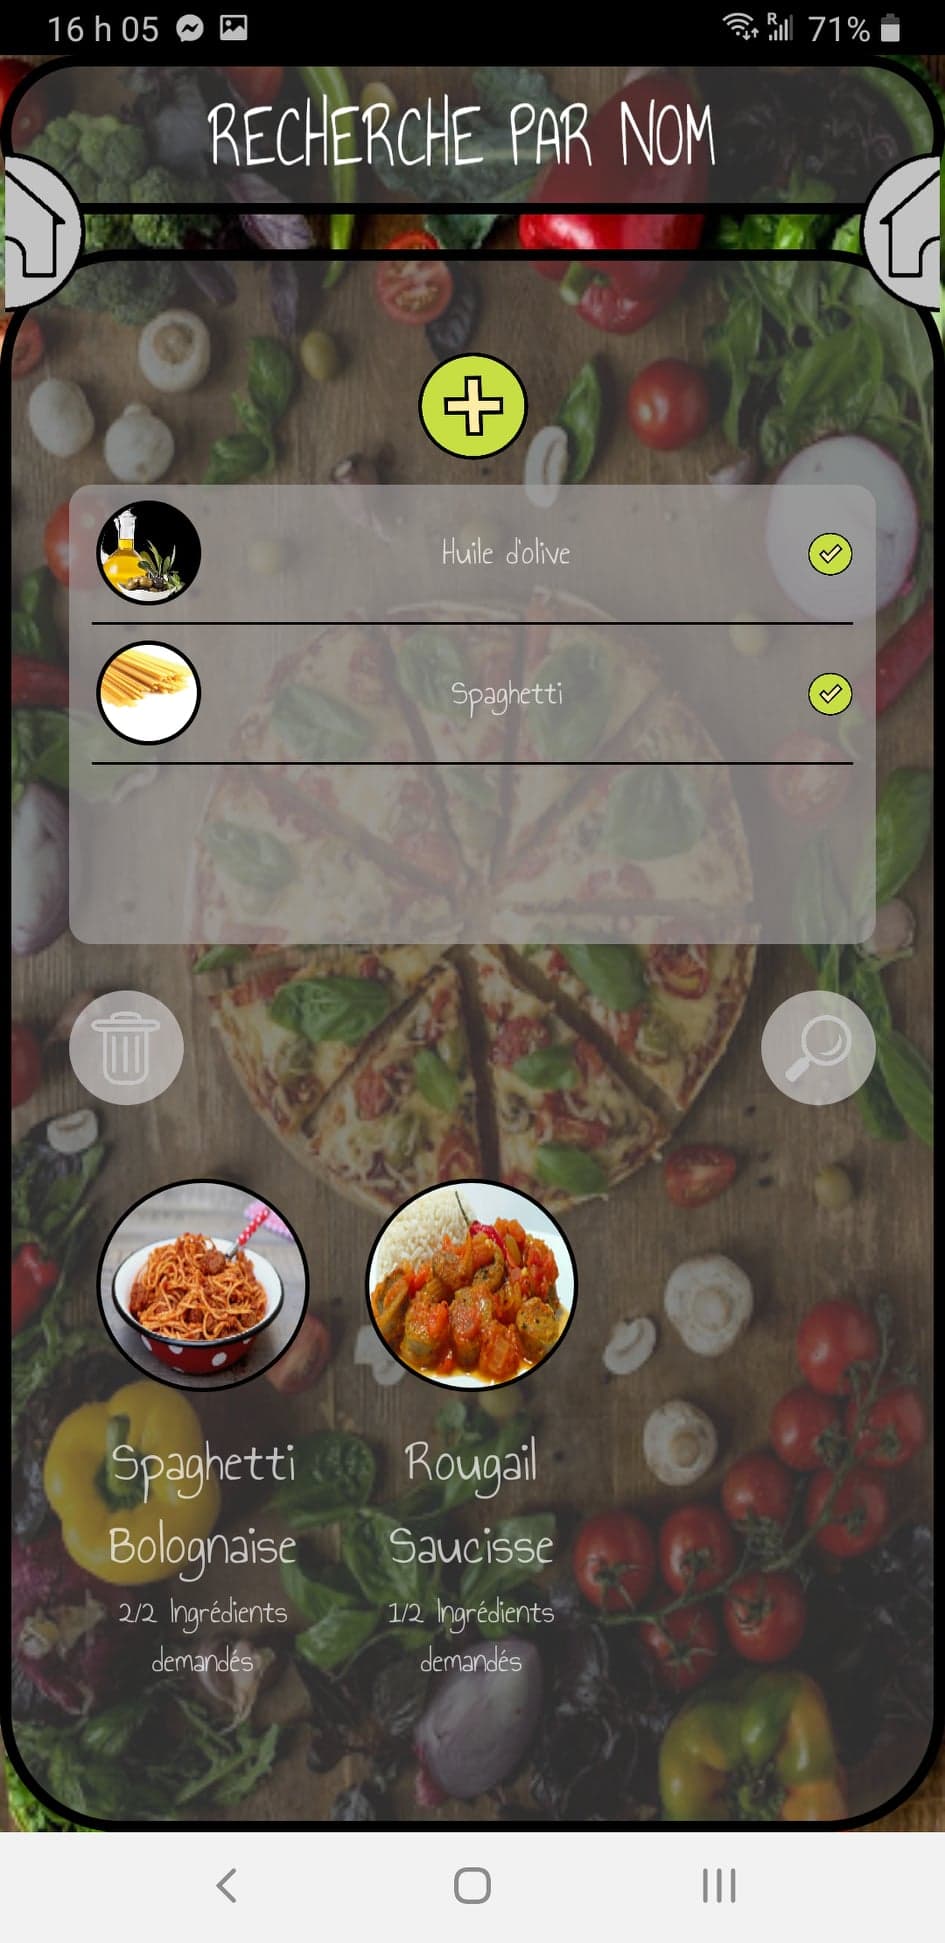 16 h 05
R
71%
RECHERCHE PAR NOM
Huile d'olive
Spaghetti
Spaghetti
Bolognaise
2/2 Ingrédients
demandés
Rougail
Saucisse
1/2 Ingrédients
demandés